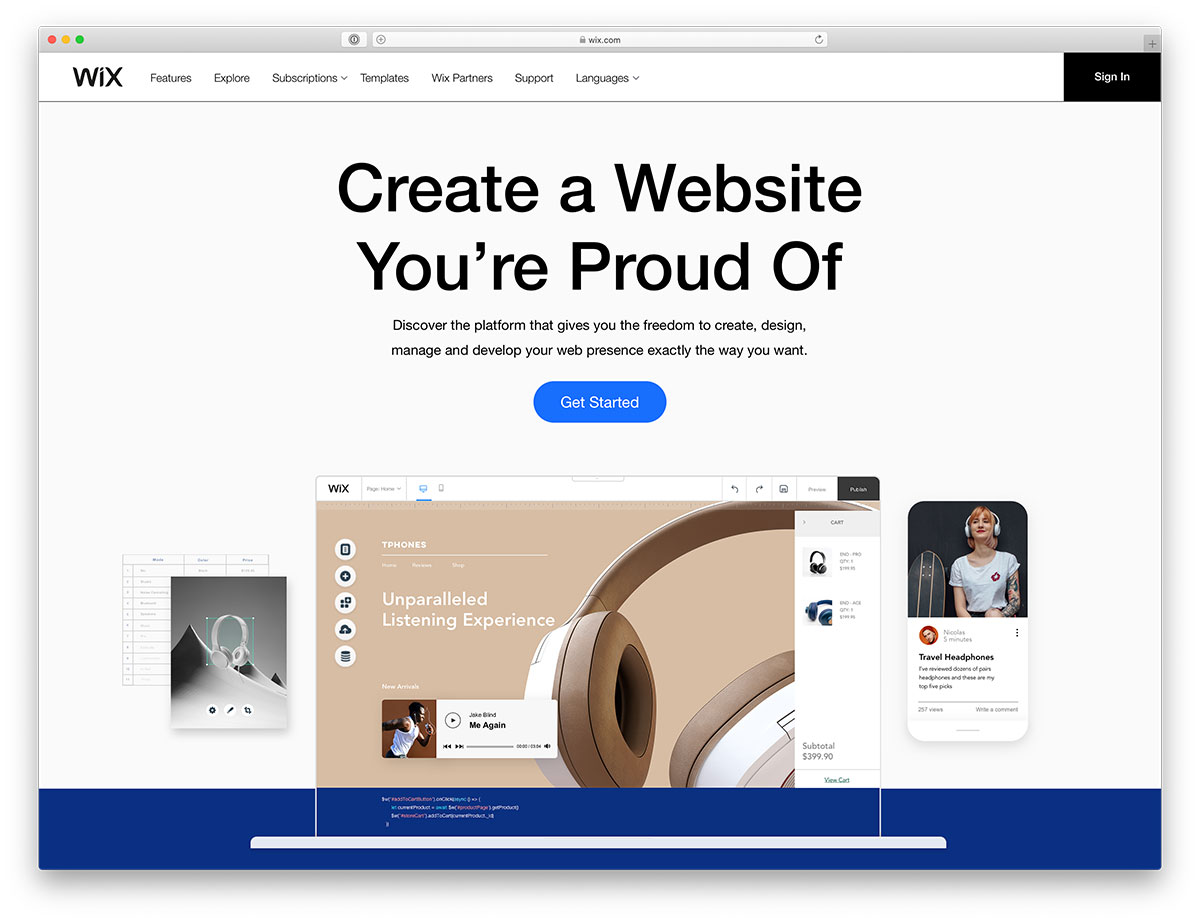 wix.com
WiX
Features
Explore
Subscriptions
Templates
Wix Partners
Support
Languages
Sign In
Create a Website
You're Proud Of
Discover the platform that gives you the freedom to create, design,
manage and develop your web presence exactly the way you want.
Get Started
WiX
Page: Home
Preview
Publish
Made
Color
Price
TPHONES
Home
Reviews
Shop
Unparalleled
Listening Experience
New Arrivals
Jake Blind
Me Again
00:00 / 03:04
CART
END - PRO
QTY: 1
$199.95
END - ACE
QTY: 1
$199.95
Subtotal
$399.90
View Cart
Nicolas
5 minutes
Travel Headphones
I've reviewed dozens of pairs
headphones and these are my
top five picks
257 views
Write a comment
$w("#addToCartButton").onClick(async () => {
let currentProduct = await $w('#productPage').getProduct()
$w("#storeCart").addToCart(currentProduct._id)
})